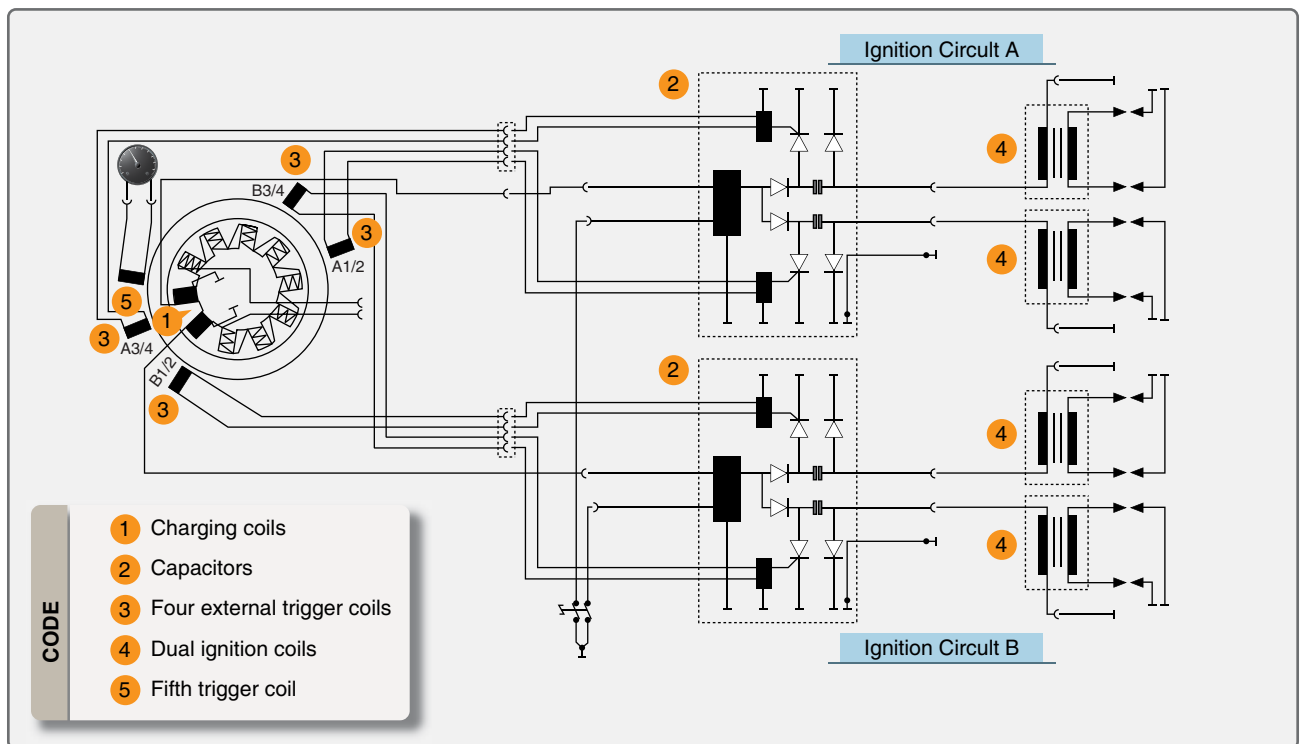 Ignition Circuit A
2
4
3
B3/4
3
A1/2
4
5
1
3
A3/4
B1/2
3
2
4
4
CODE
1 Charging coils
2 Capacitors
3 Four external trigger coils
4 Dual ignition coils
5 Fifth trigger coil
Ignition Circuit B